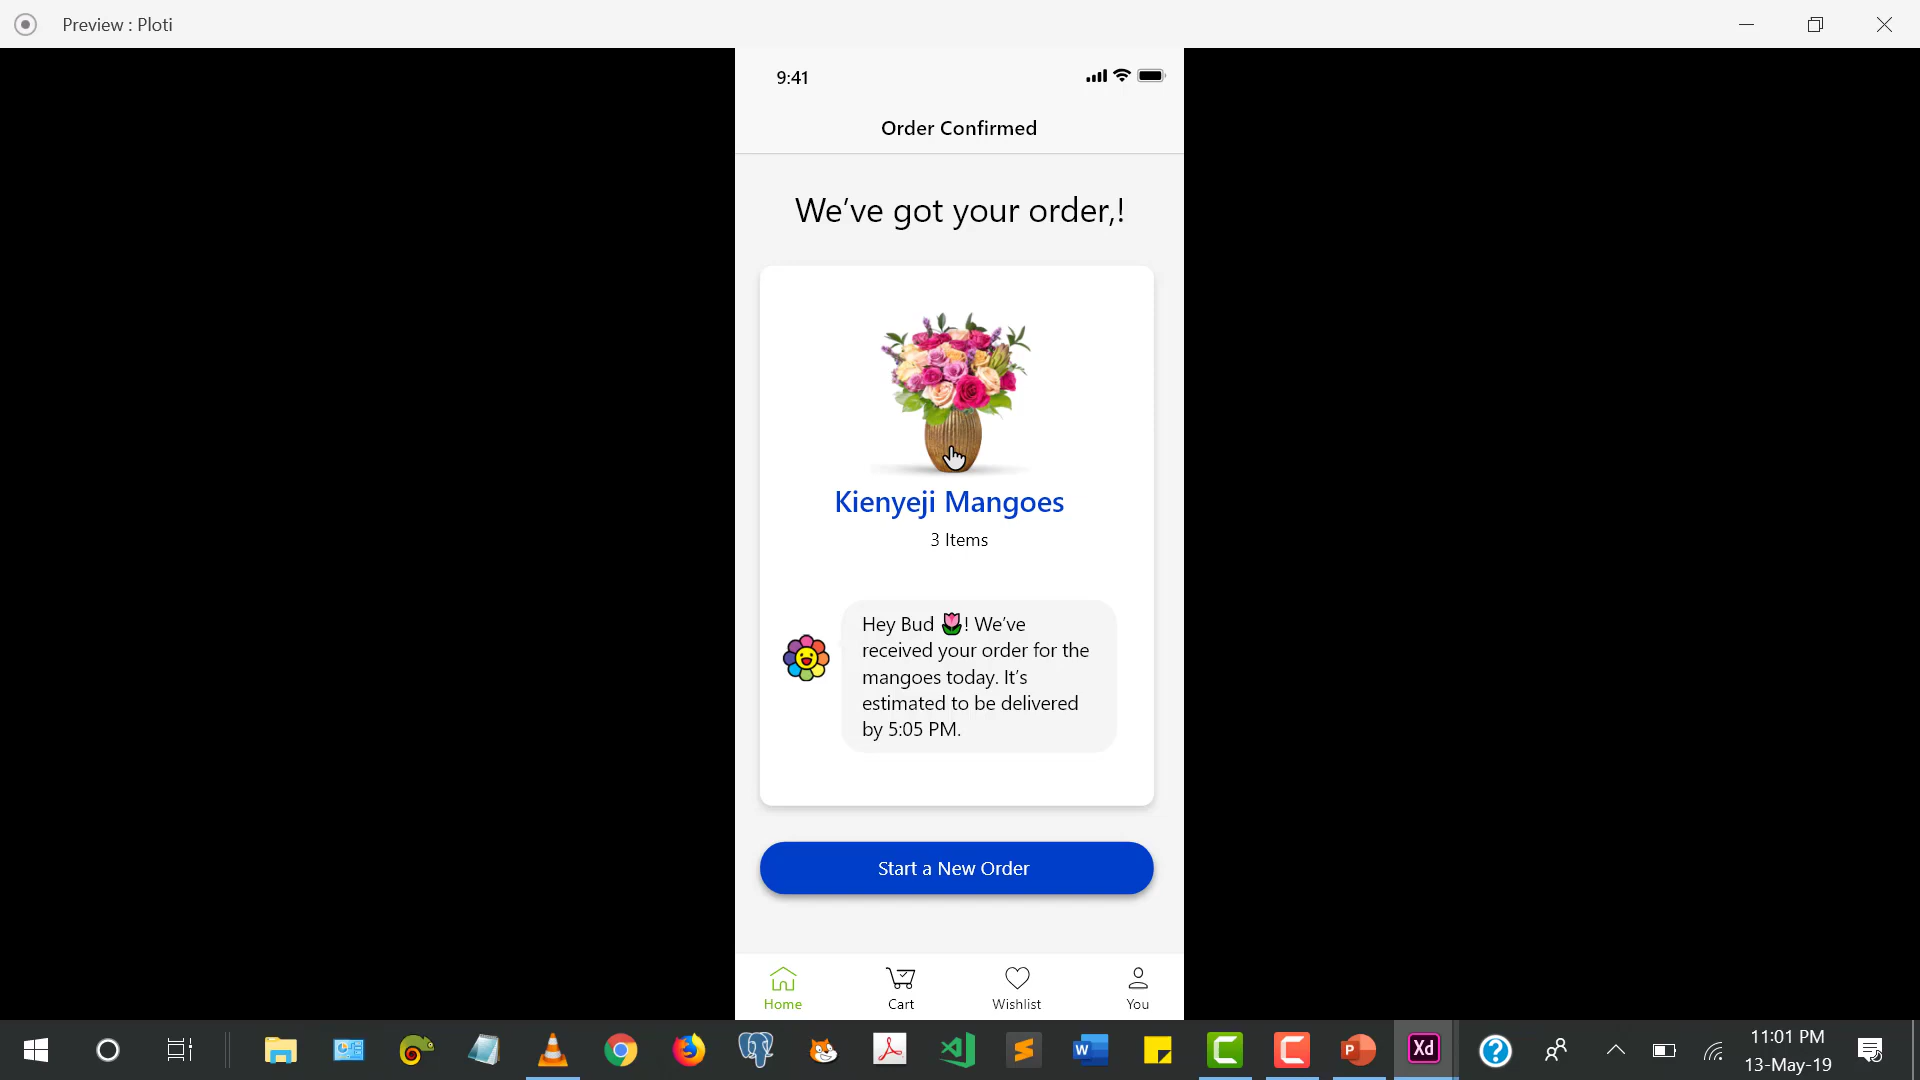 Preview : Ploti
9:41
Order Confirmed
We’ve got your order,!
Kienyeji Mangoes
3 Items
Hey Bud 🌷! We’ve
received your order for the
mangoes today. It’s
estimated to be delivered
by 5:05 PM.
Start a New Order
Home
Cart
Wishlist
You
W
P
Xd
?
11:01 PM
13-May-19